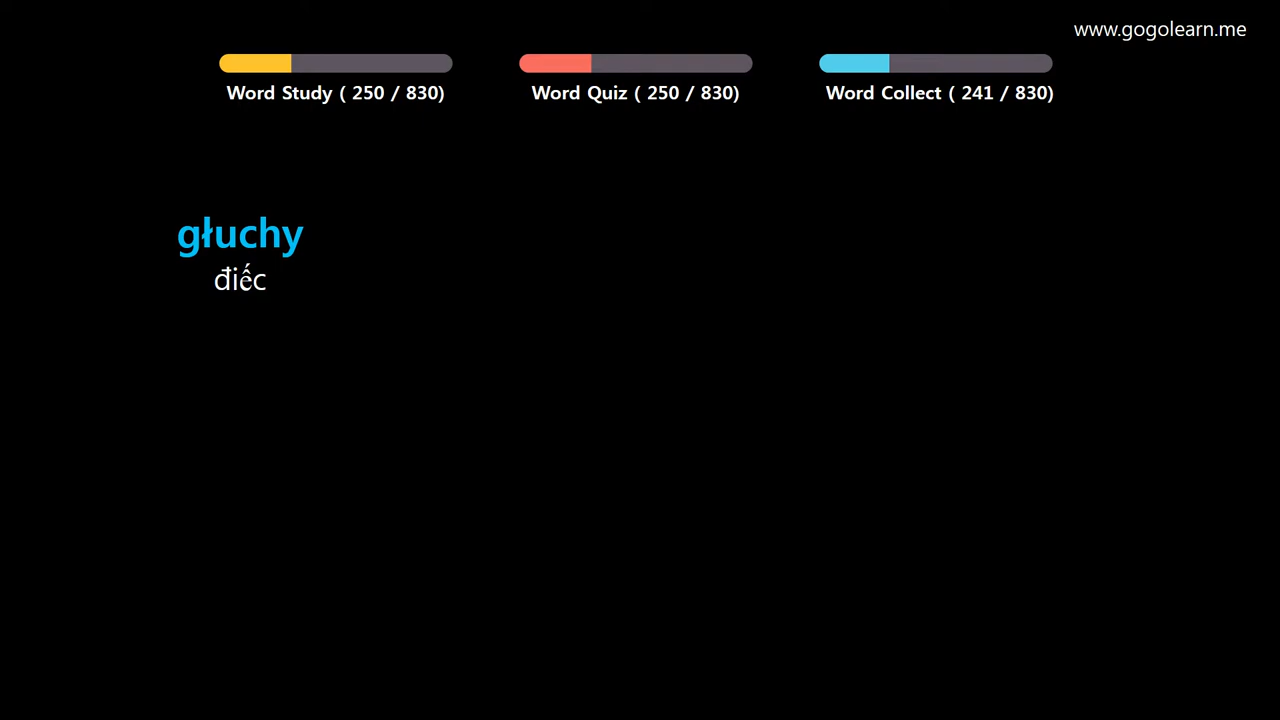 www.gogolearn.me
Word Study ( 250 / 830)
Word Quiz ( 250 / 830)
Word Collect ( 241 / 830)
głuchy
điếc